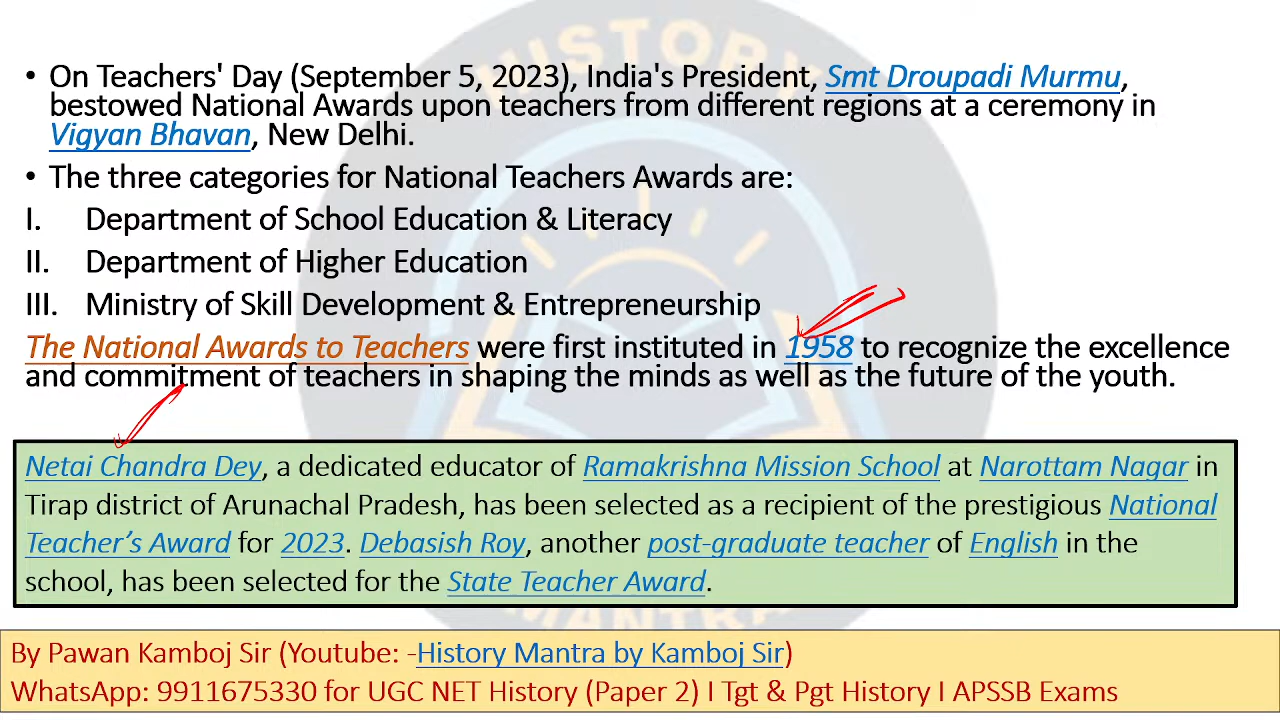 HISTORY
• On Teachers' Day (September 5, 2023), India's President, Smt Droupadi Murmu,
bestowed National Awards upon teachers from different regions at a ceremony in
Vigyan Bhavan, New Delhi.
• The three categories for National Teachers Awards are:
I. Department of School Education & Literacy
II. Department of Higher Education
III. Ministry of Skill Development & Entrepreneurship
The National Awards to Teachers were first instituted in 1958 to recognize the excellence
and commitment of teachers in shaping the minds as well as the future of the youth.
Netai Chandra Dey, a dedicated educator of Ramakrishna Mission School at Narottam Nagar in
Tirap district of Arunachal Pradesh, has been selected as a recipient of the prestigious National
Teacher’s Award for 2023. Debasish Roy, another post-graduate teacher of English in the
school, has been selected for the State Teacher Award.
MANTRA
By Pawan Kamboj Sir (Youtube: -History Mantra by Kamboj Sir)
WhatsApp: 9911675330 for UGC NET History (Paper 2) I Tgt & Pgt History I APSSB Exams